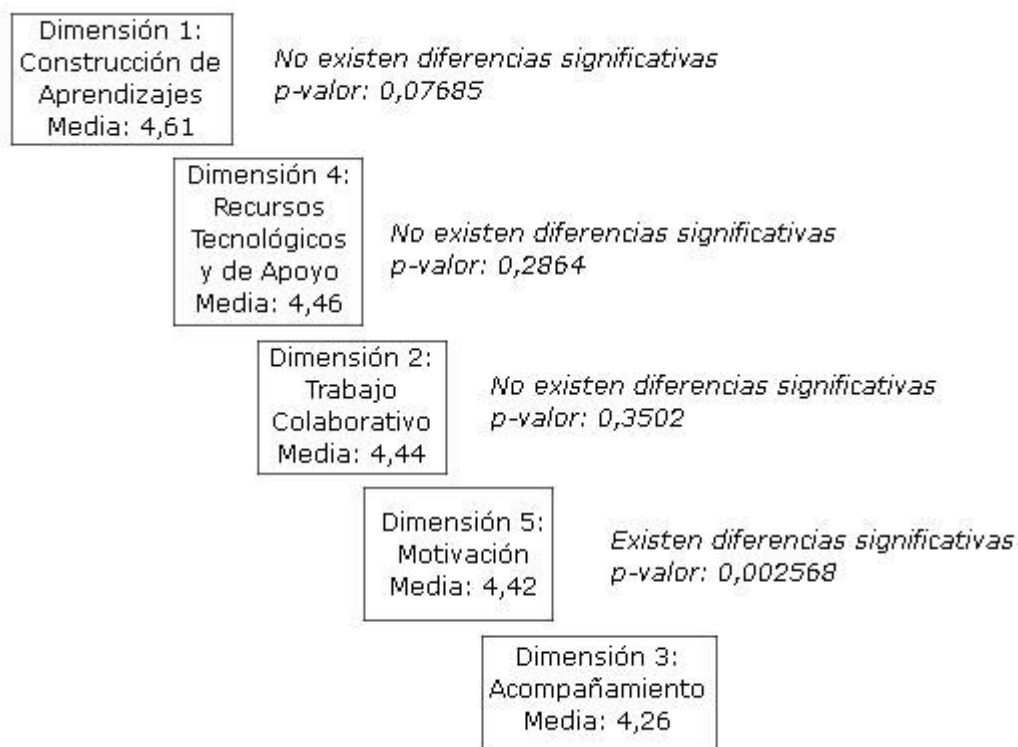 Dimensión 1:
Construcción de
Aprendizajes
Media: 4,61
No existen diferencias significativas
p-valor: 0,07685
Dimensión 4:
Recursos
Tecnológicos
y de Apoyo
Media: 4,46
No existen diferencias significativas
p-valor: 0,2864
Dimensión 2:
Trabajo
Colaborativo
Media: 4,44
No existen diferencias significativas
p-valor: 0,3502
Dimensión 5:
Motivación
Media: 4,42
Existen diferencias significativas
p-valor: 0,002568
Dimensión 3:
Acompañamiento
Media: 4,26